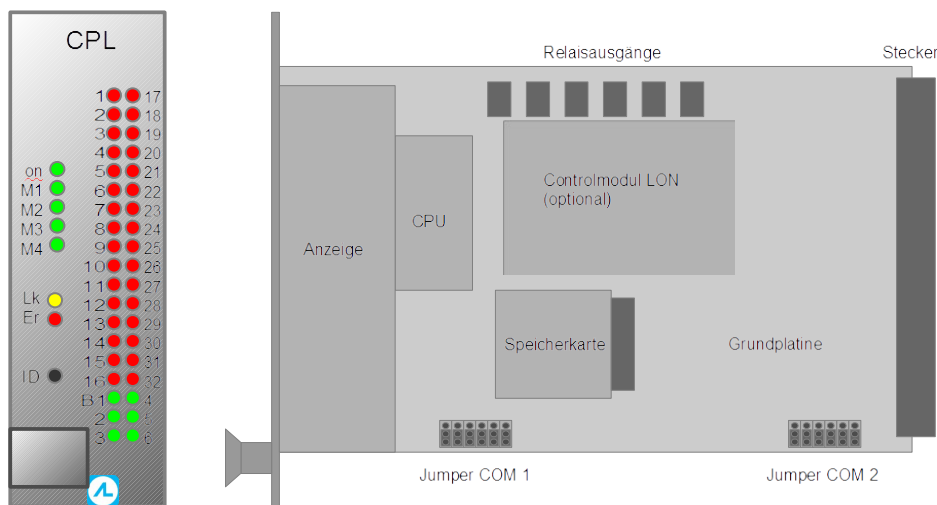 CPL
1 17
2 18
3 19
4 20
on 5 21
M1 6 22
M2 7 23
M3 8 24
M4 9 25
10 26
11 27
Lk 12 28
Er 13 29
14 30
15 31
ID 16 32
B1 4
2 5
3 6
Relaisausgänge
Stecker
Controlmodul LON
(optional)
CPU
Anzeige
Speicherkarte
Grundplatine
Jumper COM 1
Jumper COM 2